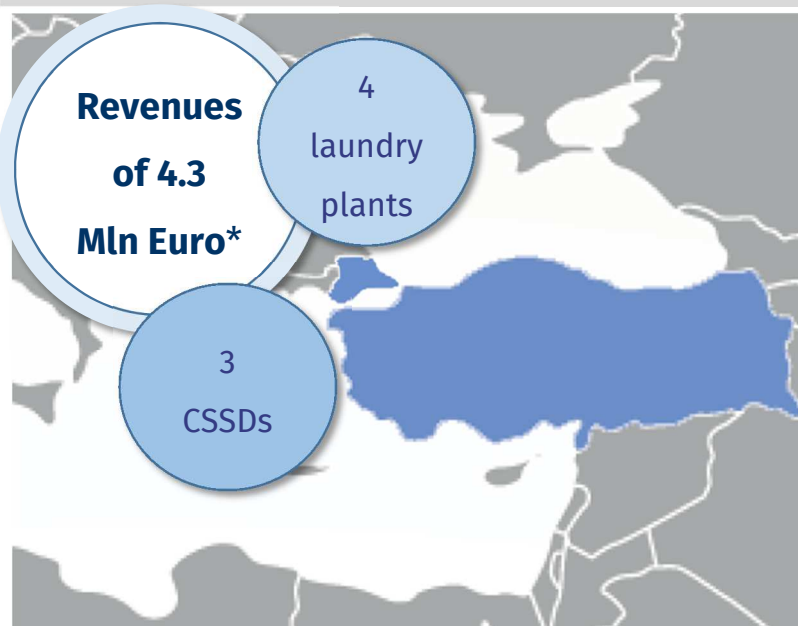 Revenues
of 4.3
Mln Euro*
4
laundry
plants
3
CSSDs